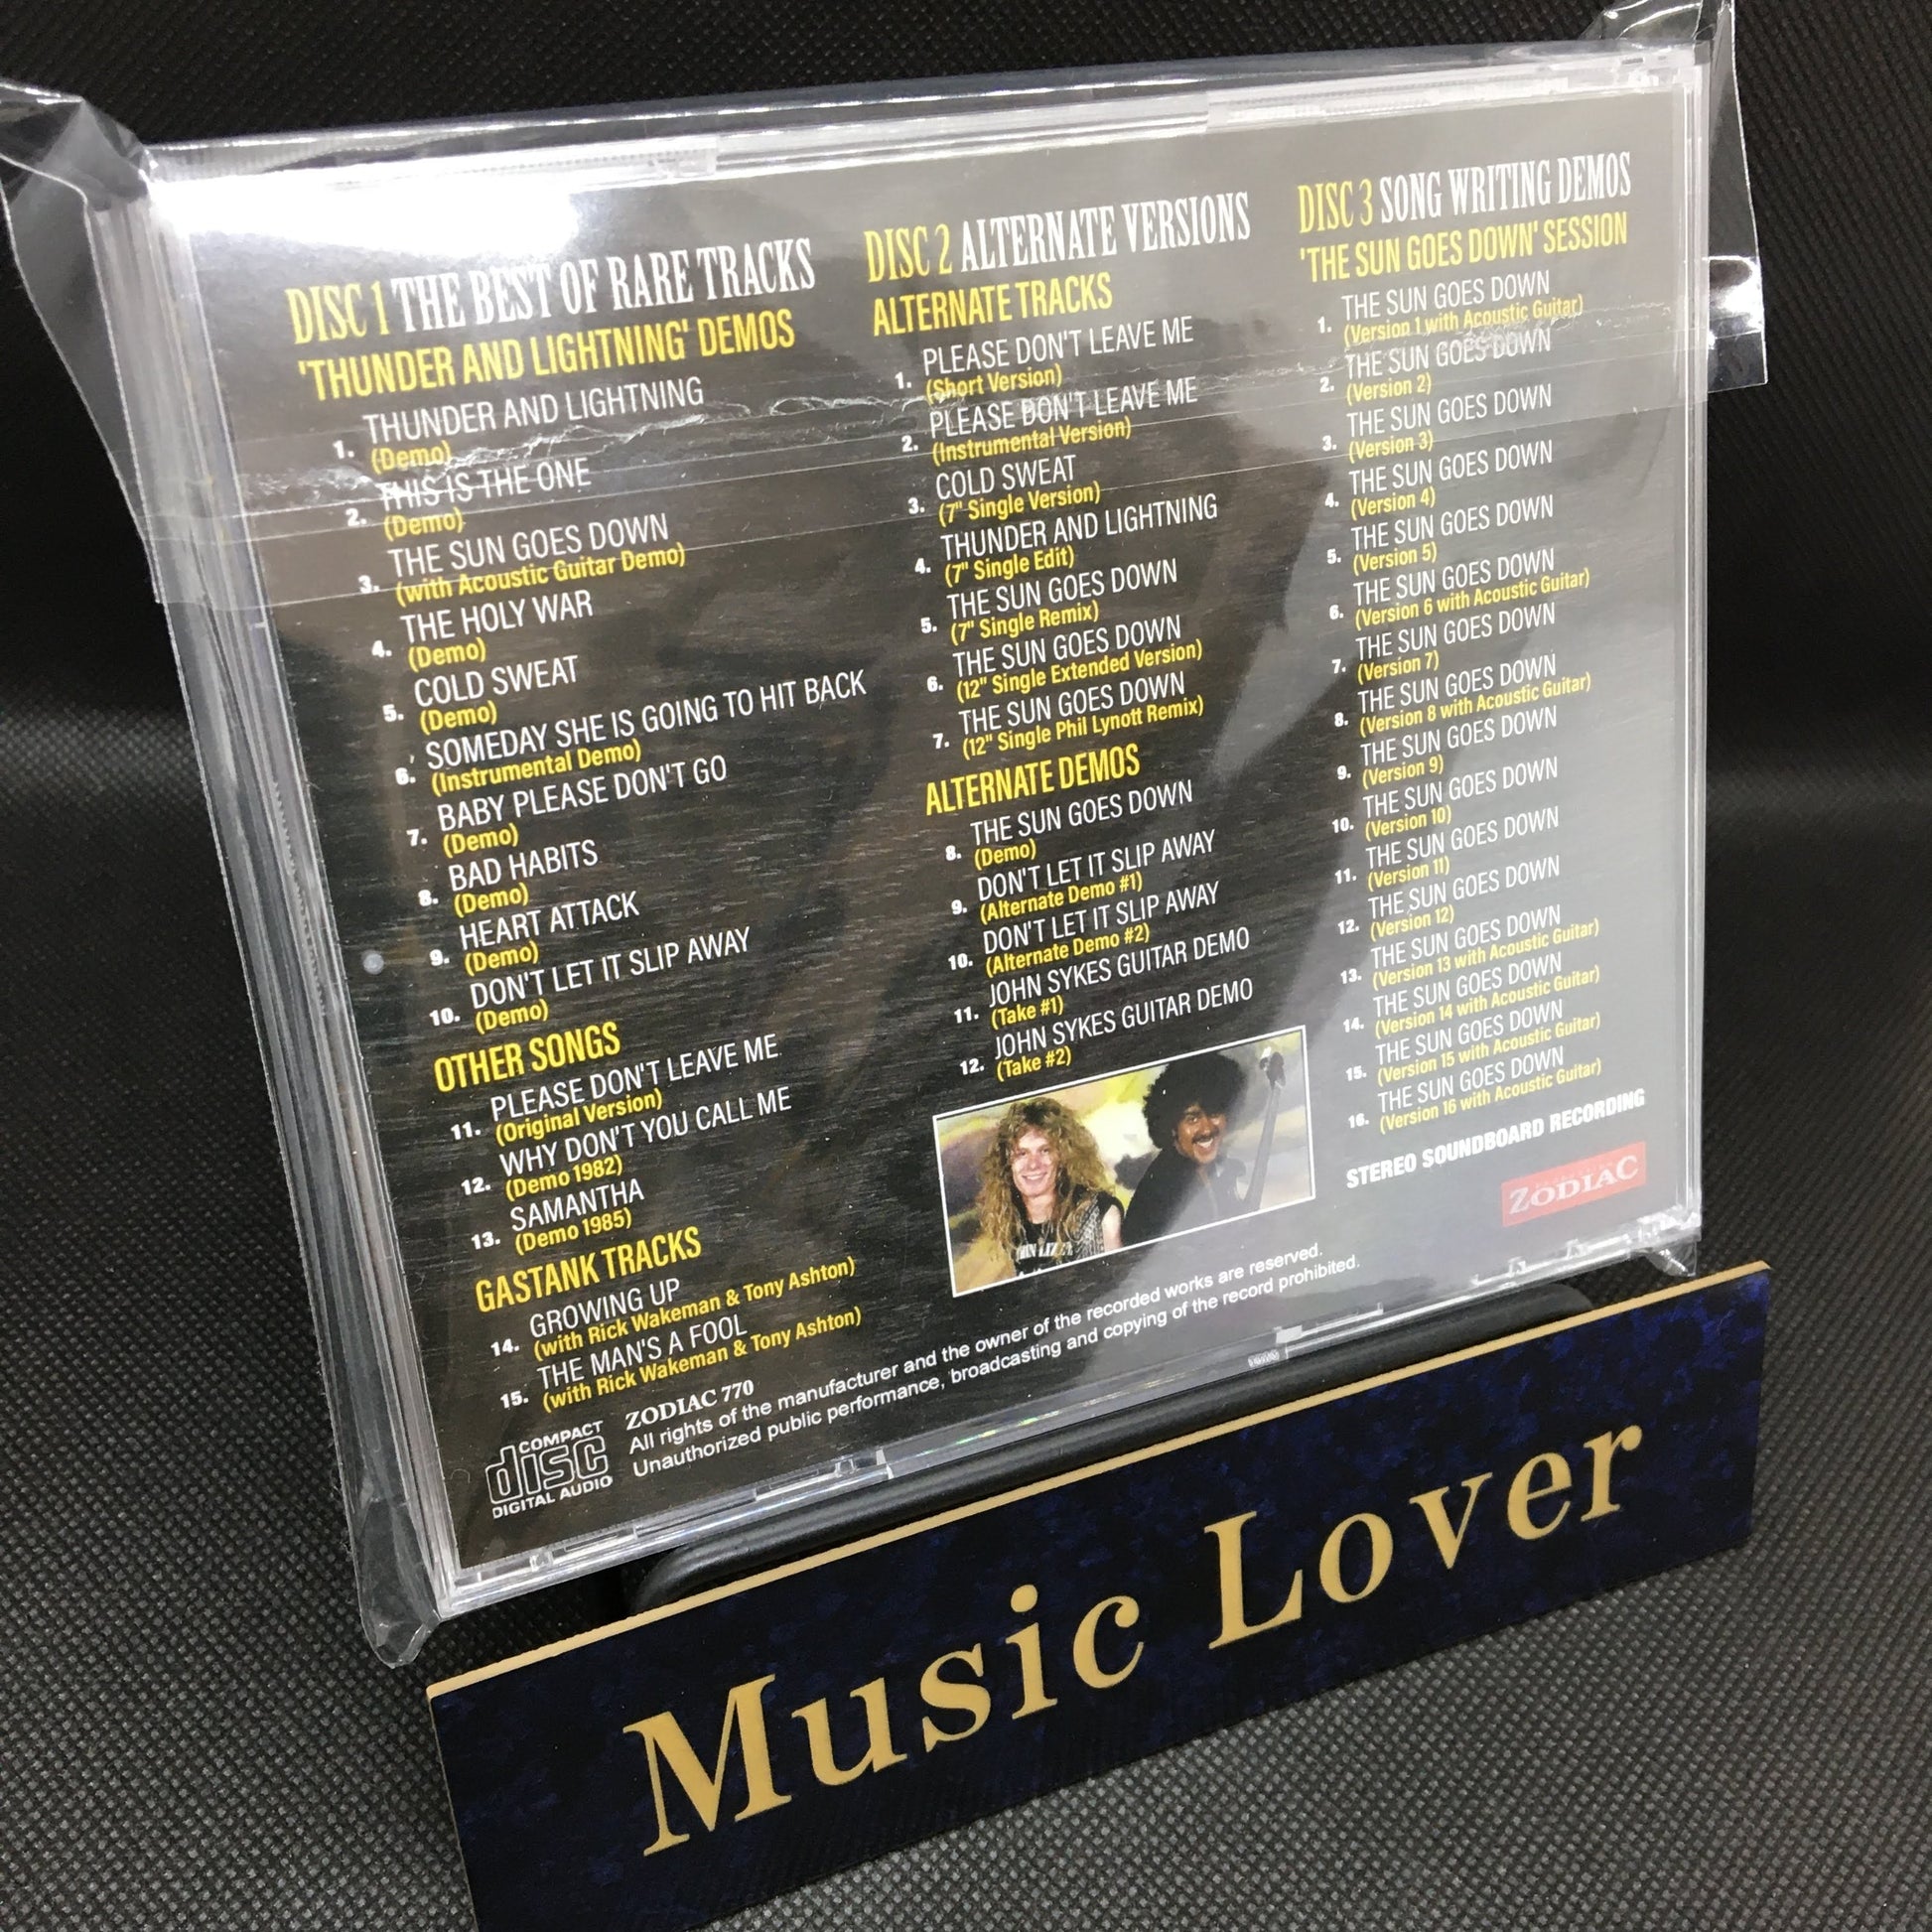 DISC 1 THE BEST OF RARE TRACKS
'THUNDER AND LIGHTNING' DEMOS
THUNDER AND LIGHTNING
1. (Demo)
THIS IS THE ONE
2. (Demo)
THE SUN GOES DOWN
3. (with Acoustic Guitar Demo)
THE HOLY WAR
4. (Demo)
COLD SWEAT
5. (Demo)
SOMEDAY SHE IS GOING TO HIT BACK
6. (Instrumental Demo)
BABY PLEASE DON'T GO
7. (Demo)
BAD HABITS
8. (Demo)
HEART ATTACK
9. (Demo)
DON'T LET IT SLIP AWAY
10. (Demo)
OTHER SONGS
PLEASE DON'T LEAVE ME
11. (Original Version)
WHY DON'T YOU CALL ME
12. (Demo 1982)
SAMANTHA
13. (Demo 1985)
GASTANK TRACKS
GROWING UP
14. (with Rick Wakeman & Tony Ashton)
THE MAN'S A FOOL
15. (with Rick Wakeman & Tony Ashton)
DISC 2 ALTERNATE VERSIONS
ALTERNATE TRACKS
PLEASE DON'T LEAVE ME
1. (Short Version)
PLEASE DON'T LEAVE ME
2. (Instrumental Version)
COLD SWEAT
3. (7" Single Version)
THUNDER AND LIGHTNING
4. (7" Single Edit)
THE SUN GOES DOWN
5. (7" Single Remix)
THE SUN GOES DOWN
6. (12" Single Extended Version)
THE SUN GOES DOWN
7. (12" Single Phil Lynott Remix)
ALTERNATE DEMOS
THE SUN GOES DOWN
8. (Demo)
DON'T LET IT SLIP AWAY
9. (Alternate Demo #1)
DON'T LET IT SLIP AWAY
10. (Alternate Demo #2)
JOHN SYKES GUITAR DEMO
11. (Take #1)
JOHN SYKES GUITAR DEMO
12. (Take #2)
DISC 3 SONG WRITING DEMOS
'THE SUN GOES DOWN' SESSION
THE SUN GOES DOWN
1. (Version 1 with Acoustic Guitar)
THE SUN GOES DOWN
2. (Version 2)
THE SUN GOES DOWN
3. (Version 3)
THE SUN GOES DOWN
4. (Version 4)
THE SUN GOES DOWN
5. (Version 5)
THE SUN GOES DOWN
6. (Version 6 with Acoustic Guitar)
THE SUN GOES DOWN
7. (Version 7)
THE SUN GOES DOWN
8. (Version 8 with Acoustic Guitar)
THE SUN GOES DOWN
9. (Version 9)
THE SUN GOES DOWN
10. (Version 10)
THE SUN GOES DOWN
11. (Version 11)
THE SUN GOES DOWN
12. (Version 12)
THE SUN GOES DOWN
13. (Version 13 with Acoustic Guitar)
THE SUN GOES DOWN
14. (Version 14 with Acoustic Guitar)
THE SUN GOES DOWN
15. (Version 15 with Acoustic Guitar)
THE SUN GOES DOWN
16. (Version 16 with Acoustic Guitar)
STEREO SOUNDBOARD RECORDING
ZODIAC
COMPACT
disc
DIGITAL AUDIO
ZODIAC 770
All rights of the manufacturer and the owner of the recorded works are reserved.
Unauthorized public performance, broadcasting and copying of the record prohibited.
Music Lover